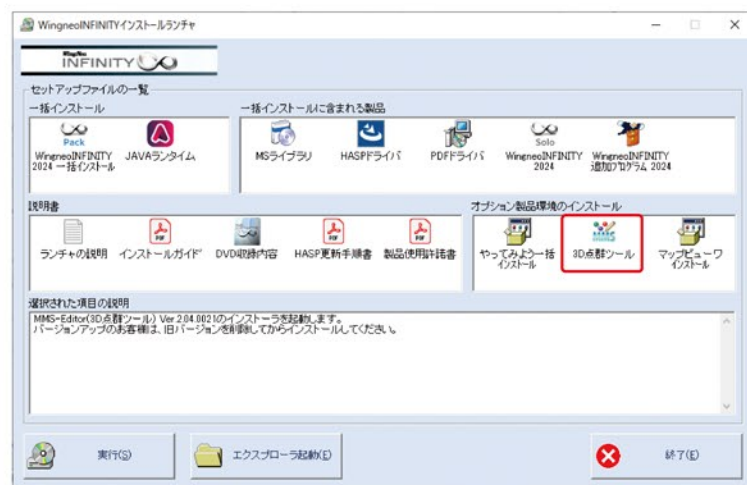 WingneoINFINITYインストールランチャ
WingNeo
INFINITY
セットアップファイルの一覧
一括インストール
一括インストールに含まれる製品
Pack
Solo
WingneoINFINITY
2024 一括インストール
JAVAランタイム
MSライブラリ
HASPドライバ
PDFドライバ
WingneoINFINITY
2024
WingneoINFINITY
追加プログラム 2024
説明書
オプション製品環境のインストール
ランチャの説明
インストールガイド
DVD収録内容
HASP更新手順書
製品使用許諾書
やってみよう一括
インストール
3D点群ツール
マップビューワ
インストール
選択された項目の説明
MMS-Editor(3D点群ツール) Ver.2.04.0021のインストーラを起動します。
バージョンアップのお客様は、旧バージョンを削除してからインストールしてください。
実行(S)
エクスプローラ起動(E)
終了(E)